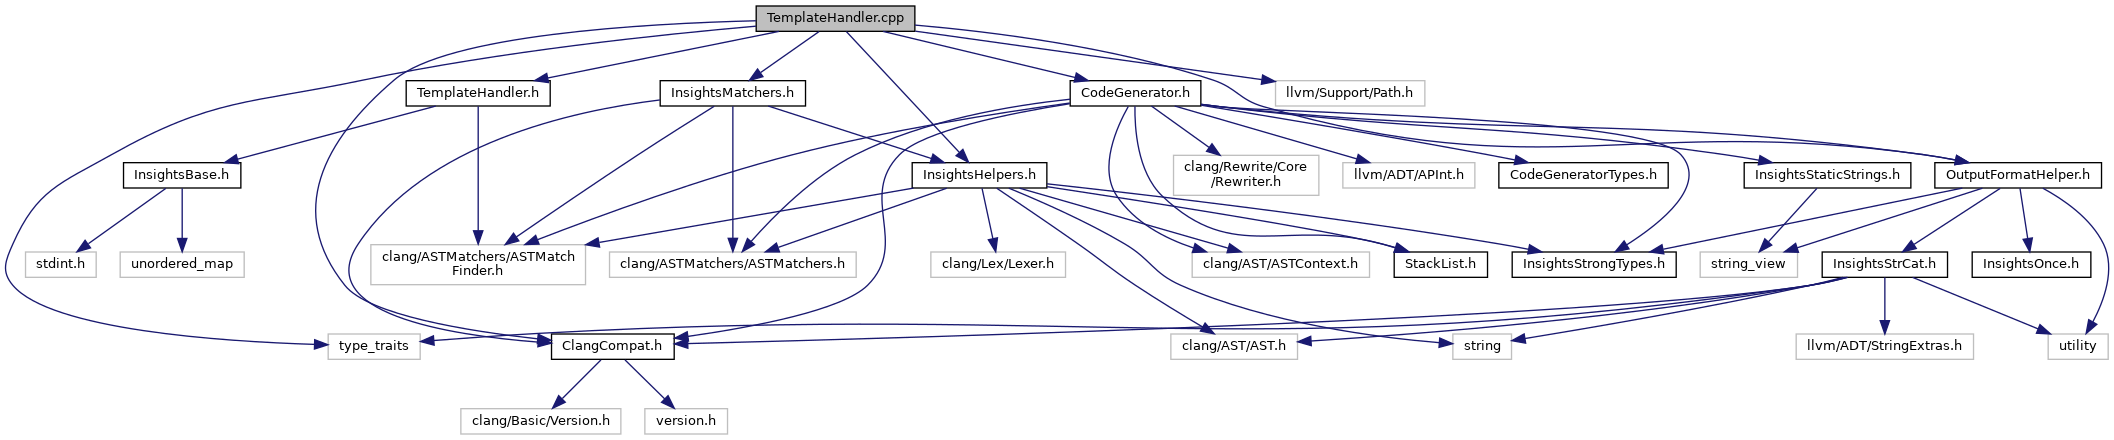 TemplateHandler.cpp
TemplateHandler.h
InsightsMatchers.h
CodeGenerator.h
llvm/Support/Path.h
InsightsBase.h
InsightsHelpers.h
clang/Rewrite/Core
/Rewriter.h
llvm/ADT/APInt.h
CodeGeneratorTypes.h
InsightsStaticStrings.h
OutputFormatHelper.h
stdint.h
unordered_map
clang/ASTMatchers/ASTMatch
Finder.h
clang/ASTMatchers/ASTMatchers.h
clang/Lex/Lexer.h
clang/AST/ASTContext.h
StackList.h
InsightsStrongTypes.h
string_view
InsightsStrCat.h
InsightsOnce.h
type_traits
ClangCompat.h
clang/AST/AST.h
string
llvm/ADT/StringExtras.h
utility
clang/Basic/Version.h
version.h